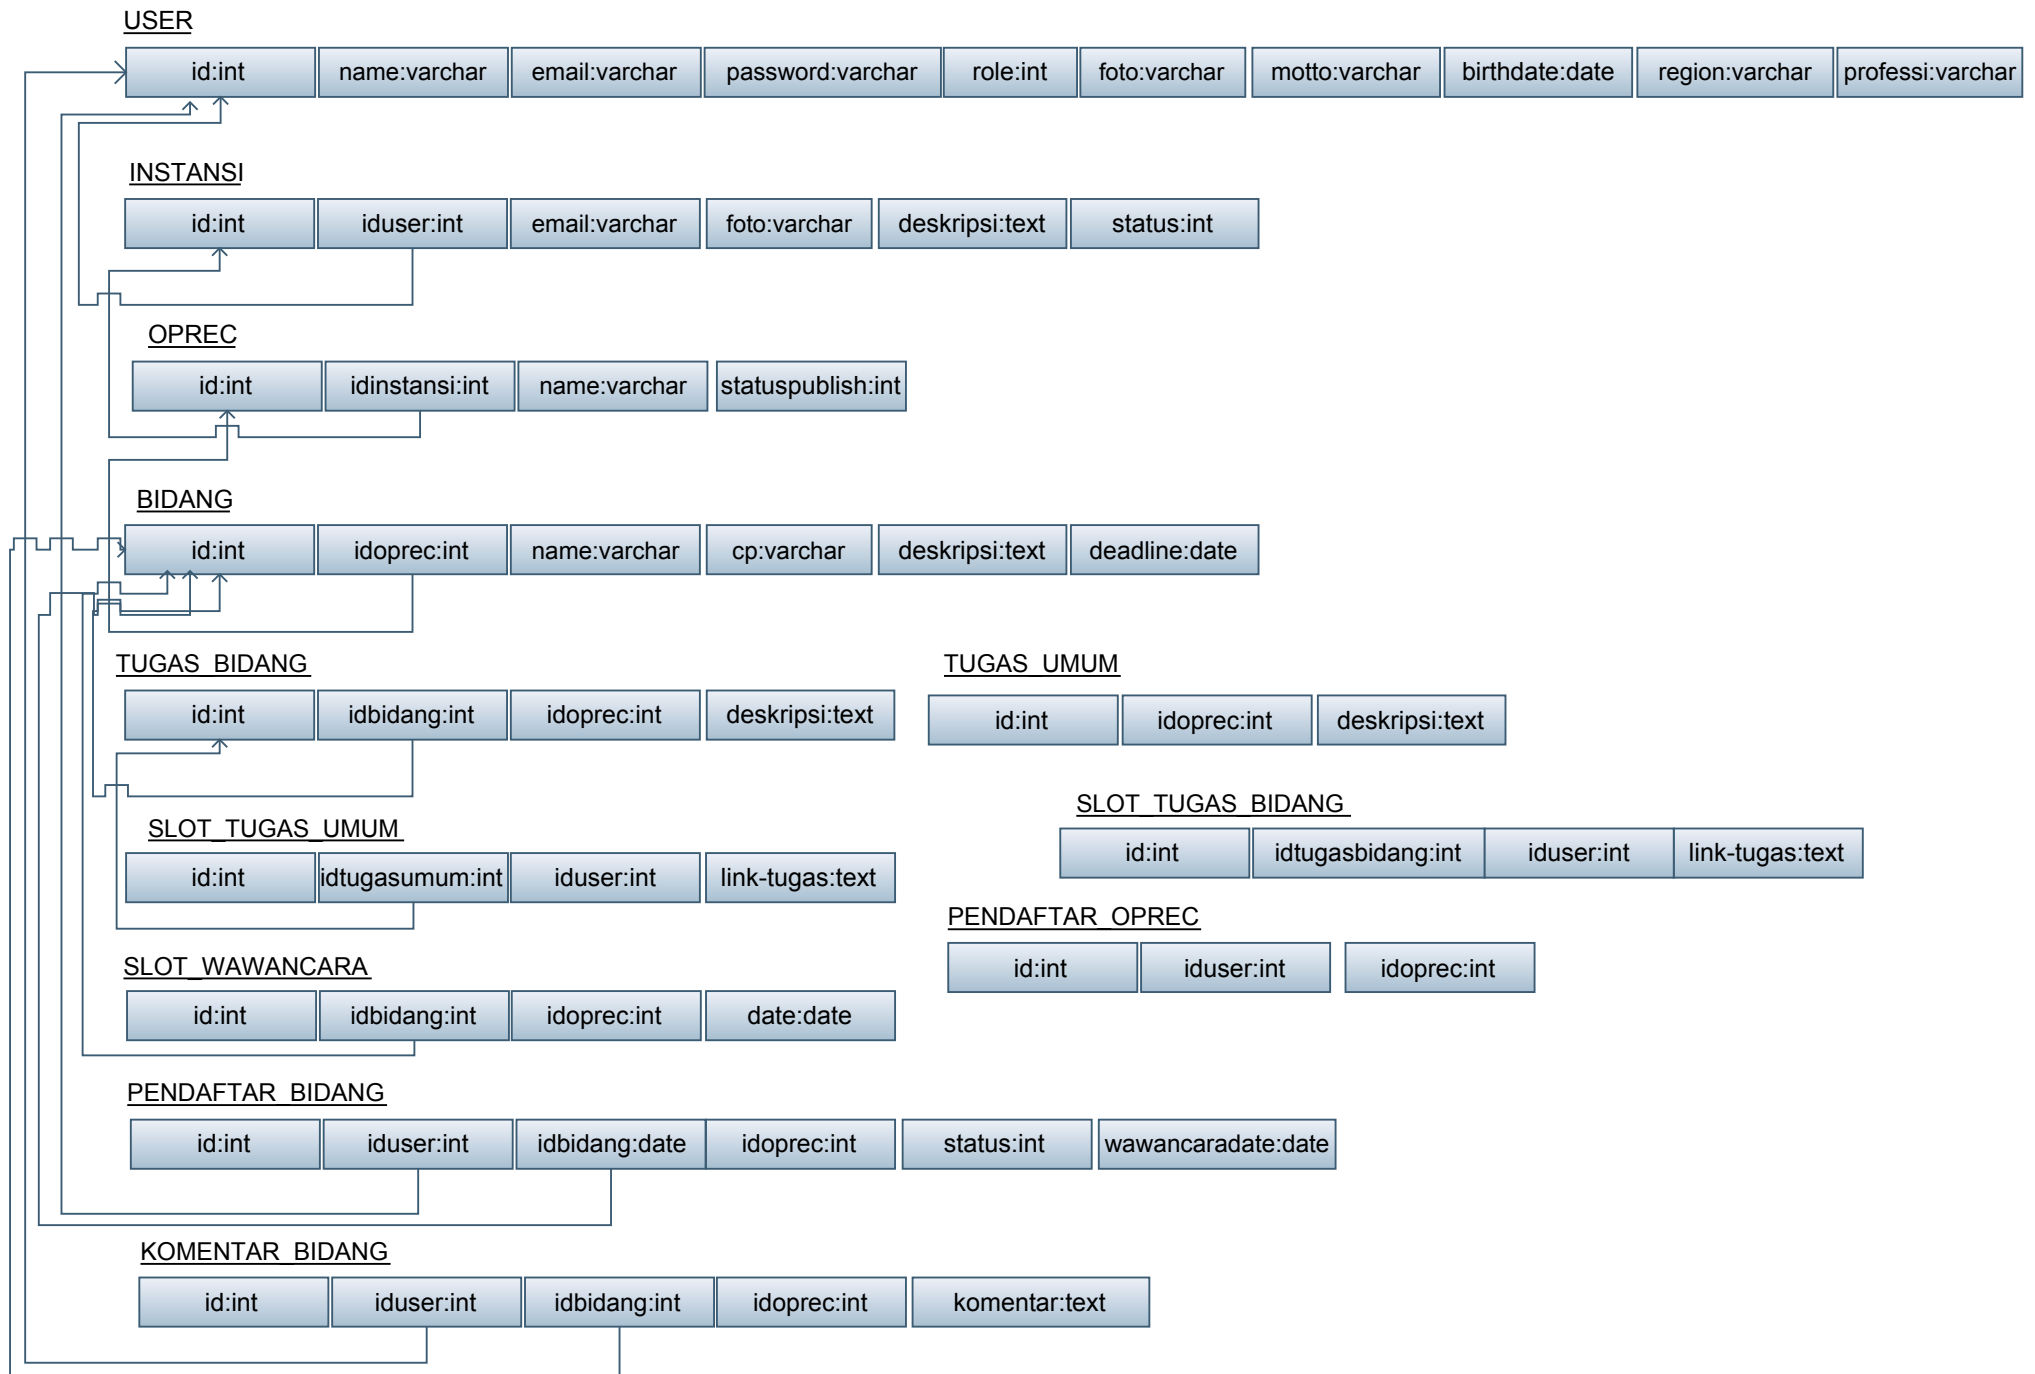 USER
id:int name:varchar email:varchar password:varchar role:int foto:varchar motto:varchar birthdate:date region:varchar professi:varchar
INSTANSI
id:int iduser:int email:varchar foto:varchar deskripsi:text status:int
OPREC
id:int idinstansi:int name:varchar statuspublish:int
BIDANG
id:int idoprec:int name:varchar cp:varchar deskripsi:text deadline:date
TUGAS_BIDANG
id:int idbidang:int idoprec:int deskripsi:text
TUGAS_UMUM
id:int idoprec:int deskripsi:text
SLOT_TUGAS_UMUM
id:int idtugasumum:int iduser:int link-tugas:text
SLOT_TUGAS_BIDANG
id:int idtugasbidang:int iduser:int link-tugas:text
PENDAFTAR_OPREC
id:int iduser:int idoprec:int
SLOT_WAWANCARA
id:int idbidang:int idoprec:int date:date
PENDAFTAR_BIDANG
id:int iduser:int idbidang:date idoprec:int status:int wawancaradate:date
KOMENTAR_BIDANG
id:int iduser:int idbidang:int idoprec:int komentar:text